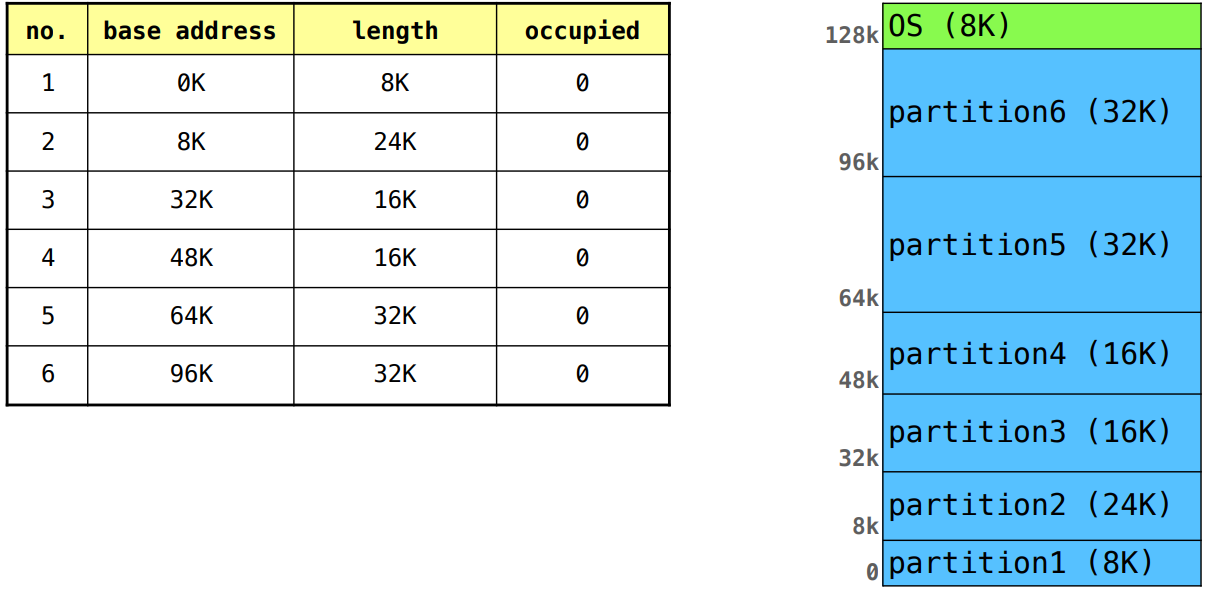 no. base address length occupied
1 0K 8K 0
2 8K 24K 0
3 32K 16K 0
4 48K 16K 0
5 64K 32K 0
6 96K 32K 0
OS (8K)
128k
partition6 (32K)
96k
partition5 (32K)
64k
partition4 (16K)
48k
partition3 (16K)
32k
partition2 (24K)
8k
partition1 (8K)
0